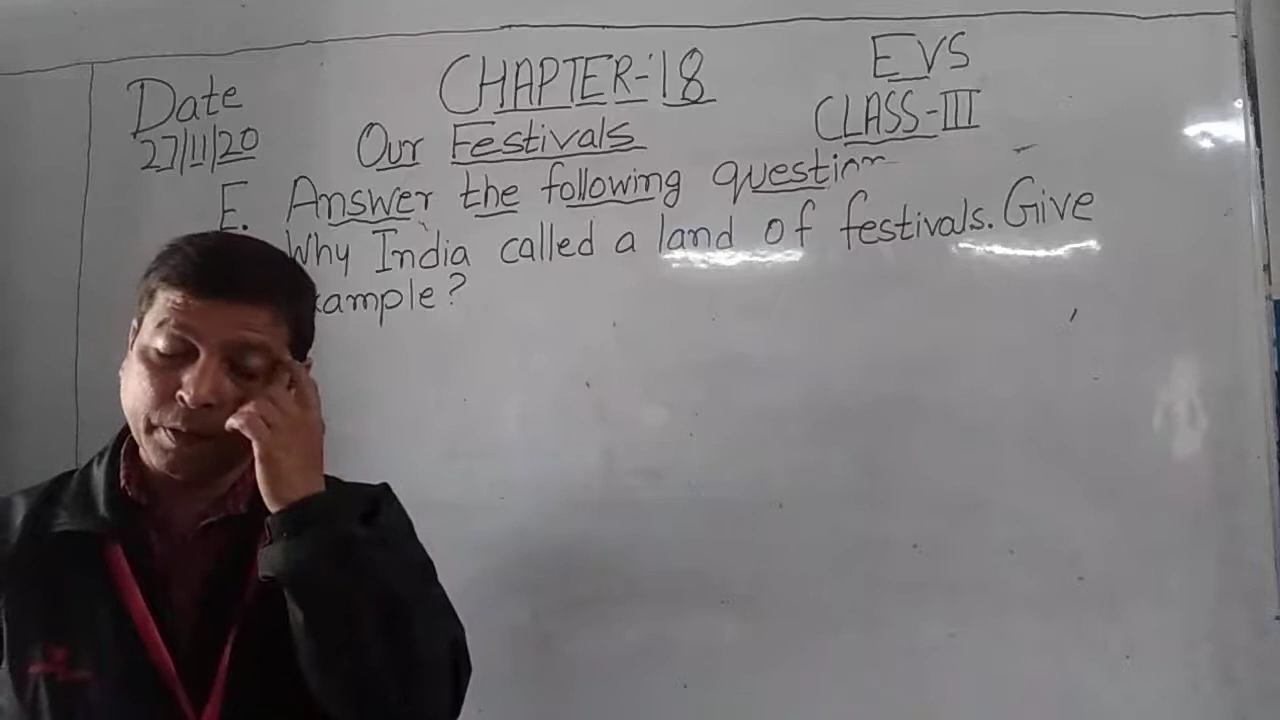 Date CHAPTER-18 EVS
27/11/20 Our Festivals CLASS-III
E. Answer the following question
Why India called a land of festivals. Give
xample?